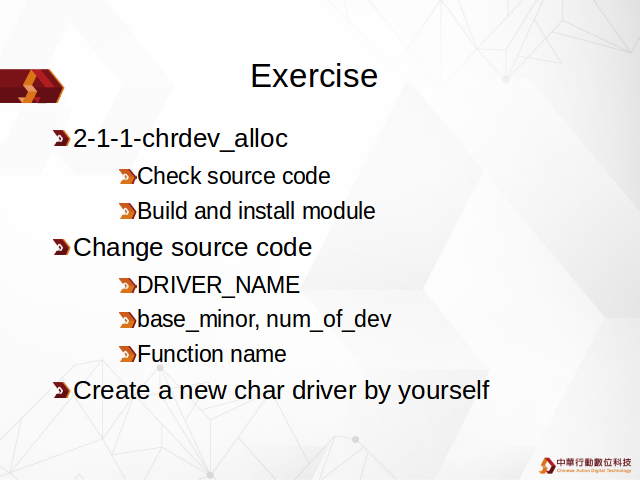 Exercise
2-1-1-chrdev_alloc
Check source code
Build and install module
Change source code
DRIVER_NAME
base_minor, num_of_dev
Function name
Create a new char driver by yourself
中華行動數位科技
Chinese Action Digital Technology